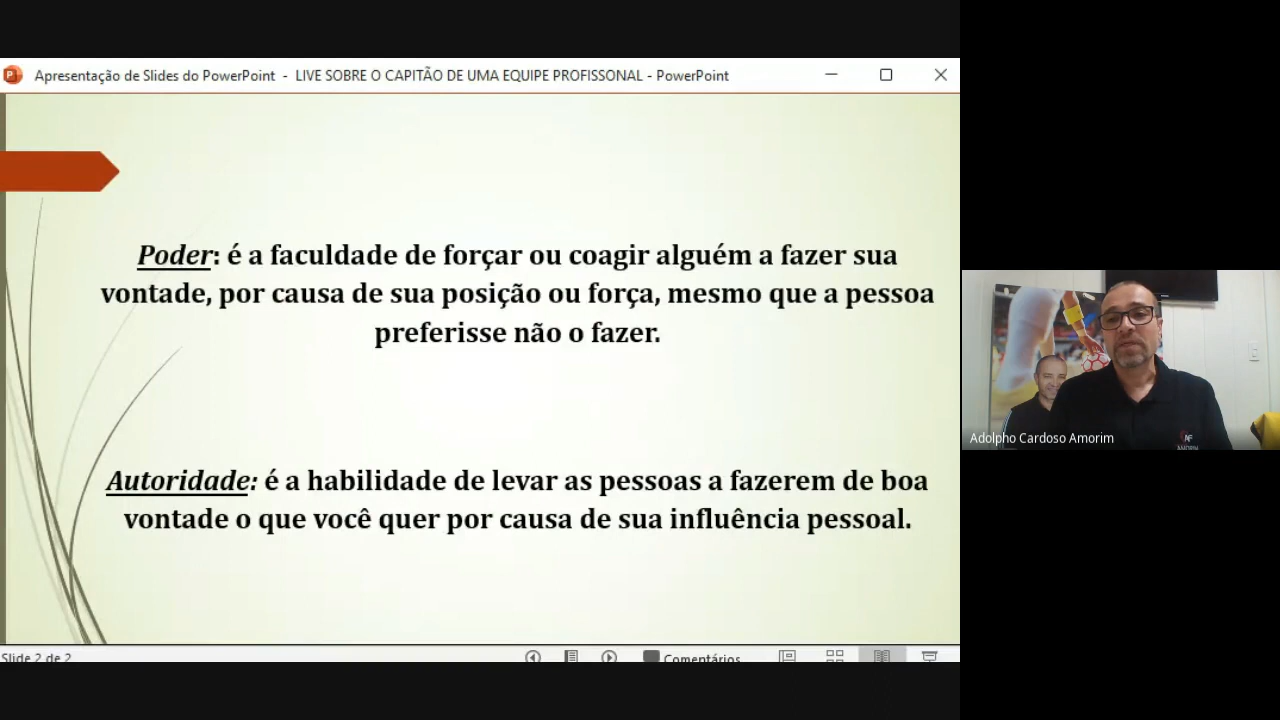 Apresentação de Slides do PowerPoint - LIVE SOBRE O CAPITÃO DE UMA EQUIPE PROFISSONAL - PowerPoint
Poder: é a faculdade de forçar ou coagir alguém a fazer sua
vontade, por causa de sua posição ou força, mesmo que a pessoa
preferisse não o fazer.
Autoridade: é a habilidade de levar as pessoas a fazerem de boa
vontade o que você quer por causa de sua influência pessoal.
Adolpho Cardoso Amorim
Slide 2 de 2
Comentários